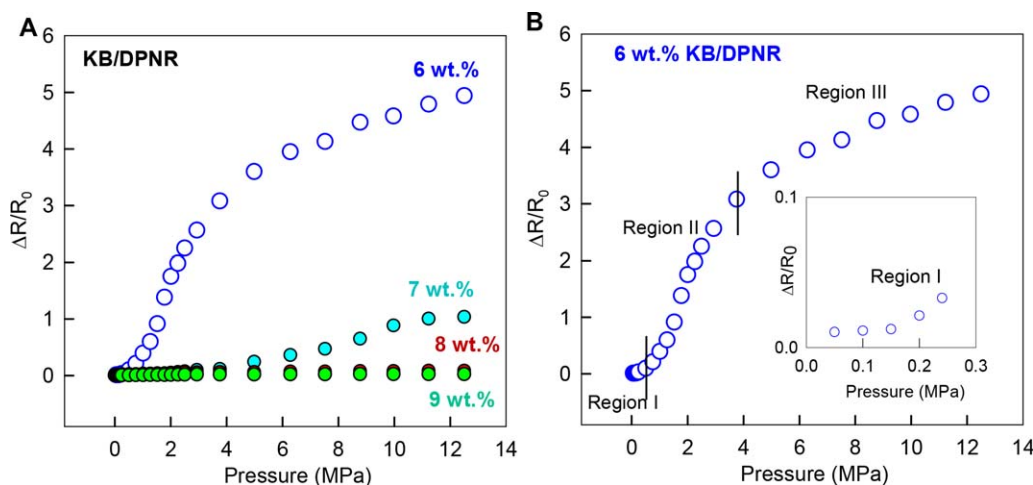 A
KB/DPNR
6 wt.%
7 wt.%
8 wt.%
9 wt.%
6
5
4
3
2
1
0
ΔR/R0
0 2 4 6 8 10 12 14
Pressure (MPa)
B
6 wt.% KB/DPNR
Region III
Region II
Region I
6
5
4
3
2
1
0
ΔR/R0
0 2 4 6 8 10 12 14
Pressure (MPa)
0.1
Region I
0.0
ΔR/R0
0.0 0.1 0.2 0.3
Pressure (MPa)